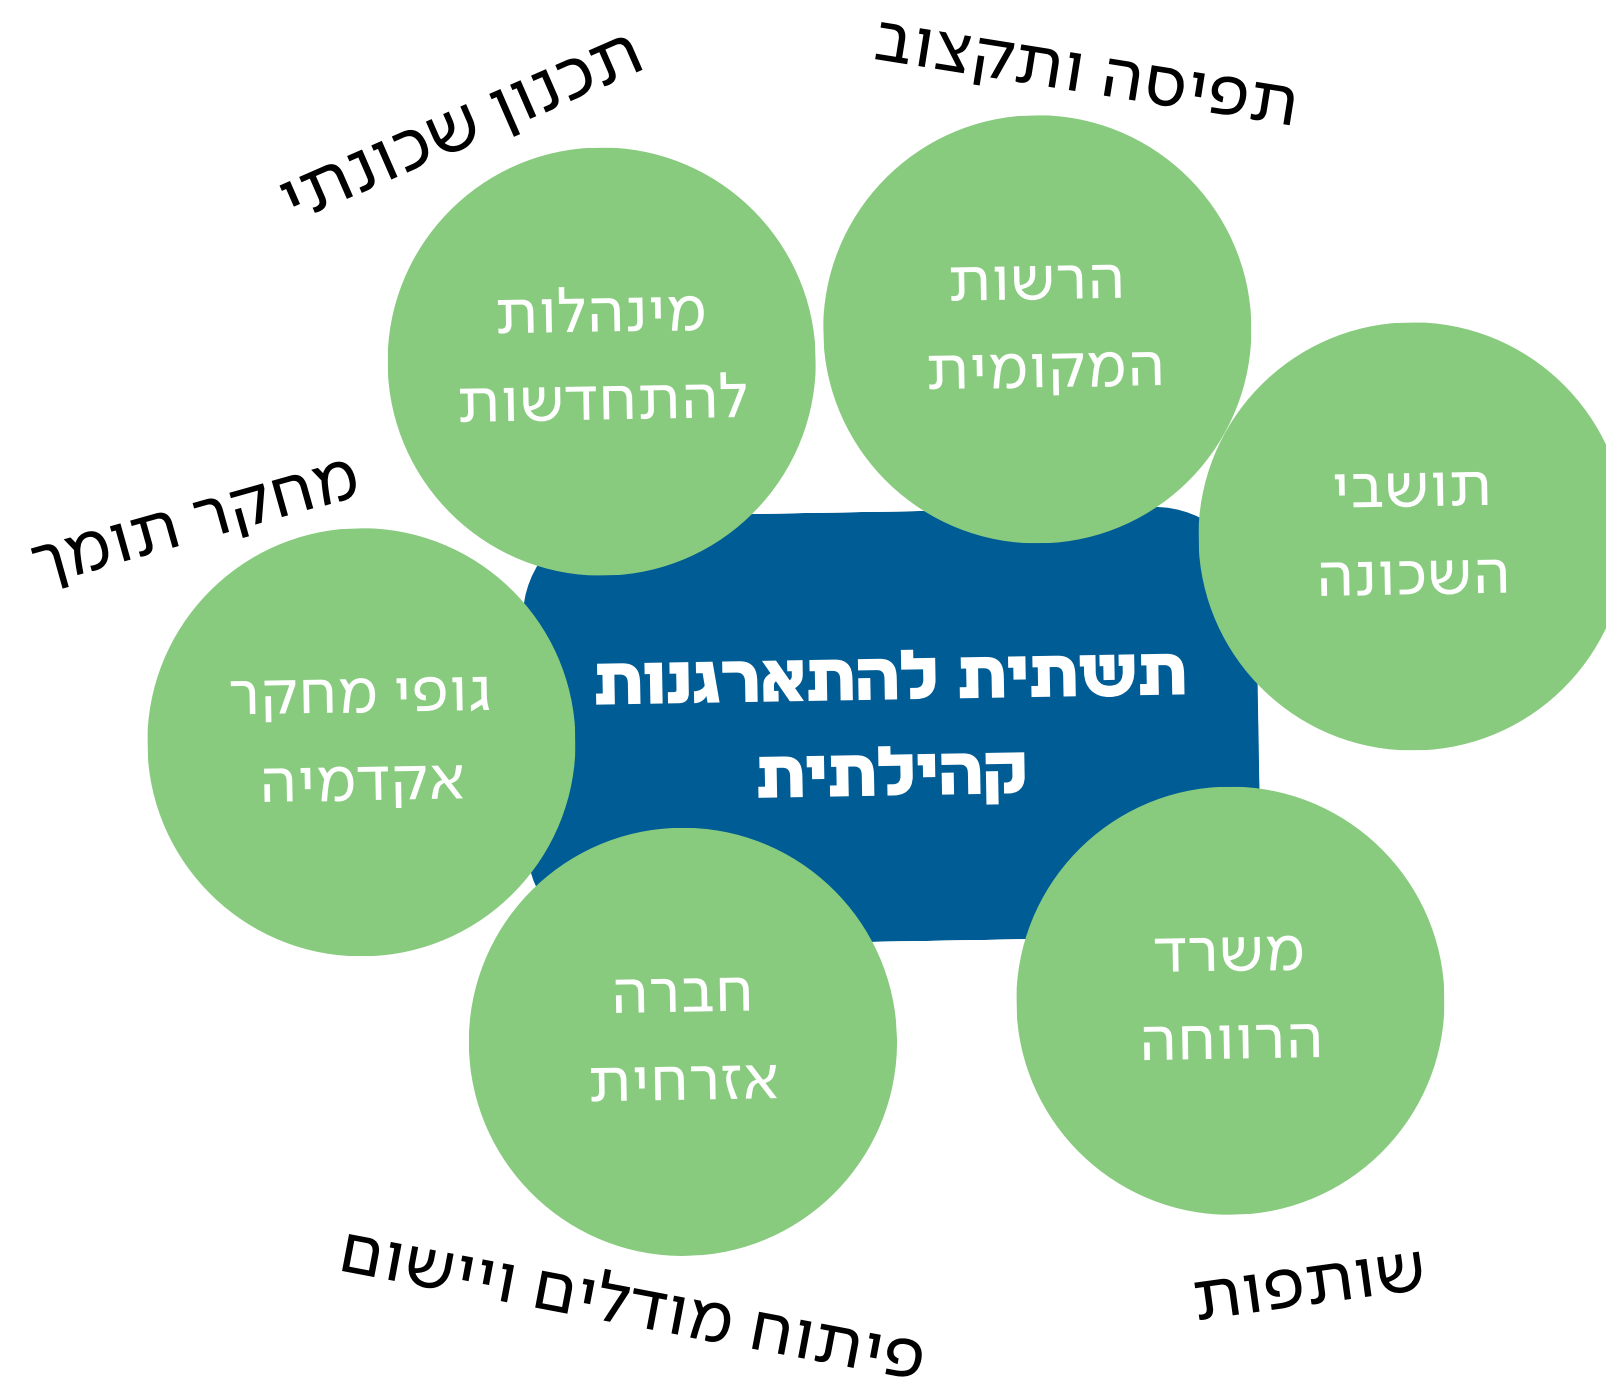 תפיסה ותקצוב
תכנון שכונתי
הרשות
המקומית
מינהלות
להתחדשות
תושבי
השכונה
מחקר תומך
גופי מחקר
אקדמיה
תשתית להתארגנות
קהילתית
משרד
הרווחה
חברה
אזרחית
שותפות
פיתוח מודלים ויישום